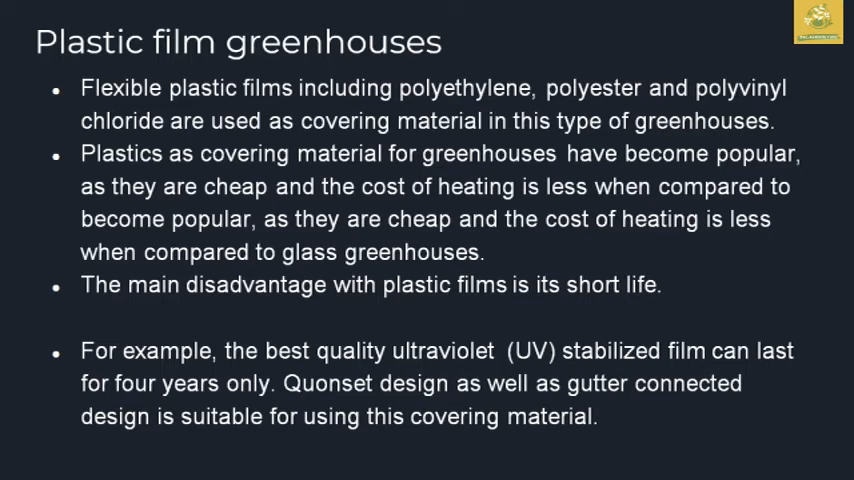 Plastic film greenhouses
• Flexible plastic films including polyethylene, polyester and polyvinyl
chloride are used as covering material in this type of greenhouses.
• Plastics as covering material for greenhouses have become popular,
as they are cheap and the cost of heating is less when compared to
become popular, as they are cheap and the cost of heating is less
when compared to glass greenhouses.
• The main disadvantage with plastic films is its short life.
• For example, the best quality ultraviolet (UV) stabilized film can last
for four years only. Quonset design as well as gutter connected
design is suitable for using this covering material.